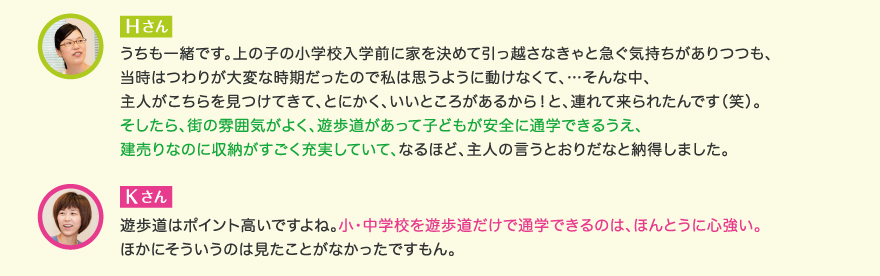 Hさん
うちも一緒です。上の子の小学校入学前に家を決めて引っ越さなきゃと急ぐ気持ちがありつつも、
当時はつわりが大変な時期だったので私は思うように動けなくて、…そんな中、
主人がこちらを見つけてきて、とにかく、いいところがあるから！と、連れて来られたんです（笑）。
そしたら、街の雰囲気がよく、遊歩道があって子どもが安全に通学できるうえ、
建売りなのに収納がすごく充実していて、なるほど、主人の言うとおりだなと納得しました。
Kさん
遊歩道はポイント高いですよね。小・中学校を遊歩道だけで通学できるのは、ほんとうに心強い。
ほかにそういうのは見たことがなかったですもん。